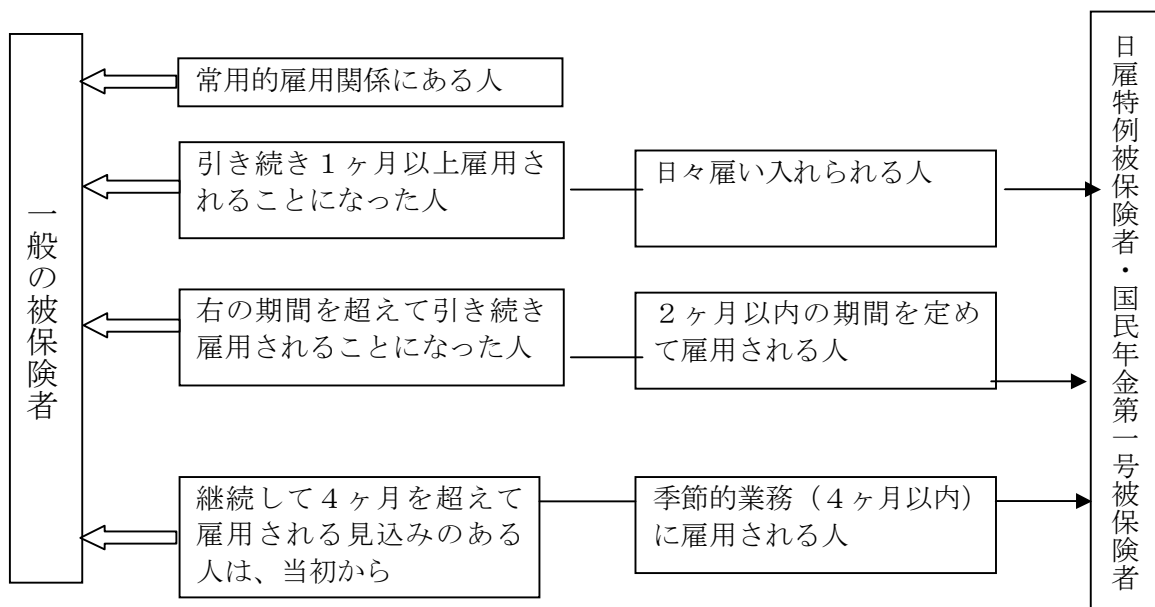 一般の被保険者
常用的雇用関係にある人
引き続き１ヶ月以上雇用さ
れることになった人
日々雇い入れられる人
右の期間を超えて引き続き
雇用されることになった人
２ヶ月以内の期間を定め
て雇用される人
継続して４ヶ月を超えて
雇用される見込みのある
人は、当初から
季節的業務（４ヶ月以内）
に雇用される人
日雇特例被保険者・国民年金第一号被保険者